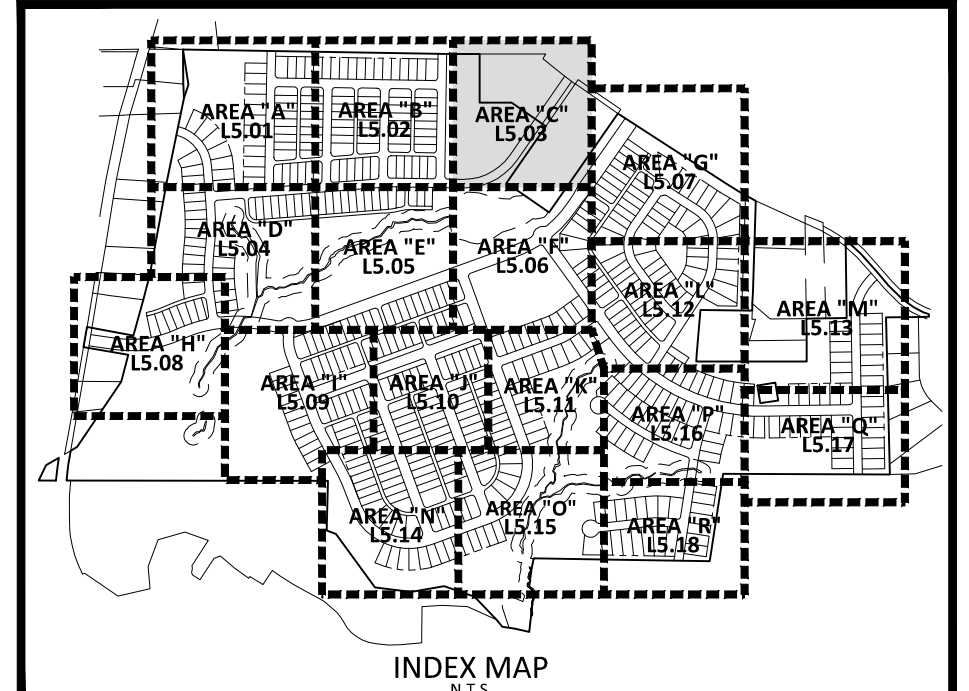 AREA "A"
L5.01
AREA "B"
L5.02
AREA "C"
L5.03
AREA "G"
L5.07
AREA "D"
L5.04
AREA "E"
L5.05
AREA "F"
L5.06
AREA "L"
L5.12
AREA "M"
L5.13
AREA "H"
L5.08
AREA "I"
L5.09
AREA "J"
L5.10
AREA "K"
L5.11
AREA "P"
L5.16
AREA "Q"
L5.17
AREA "N"
L5.14
AREA "O"
L5.15
AREA "R"
L5.18
INDEX MAP
N.T.S.